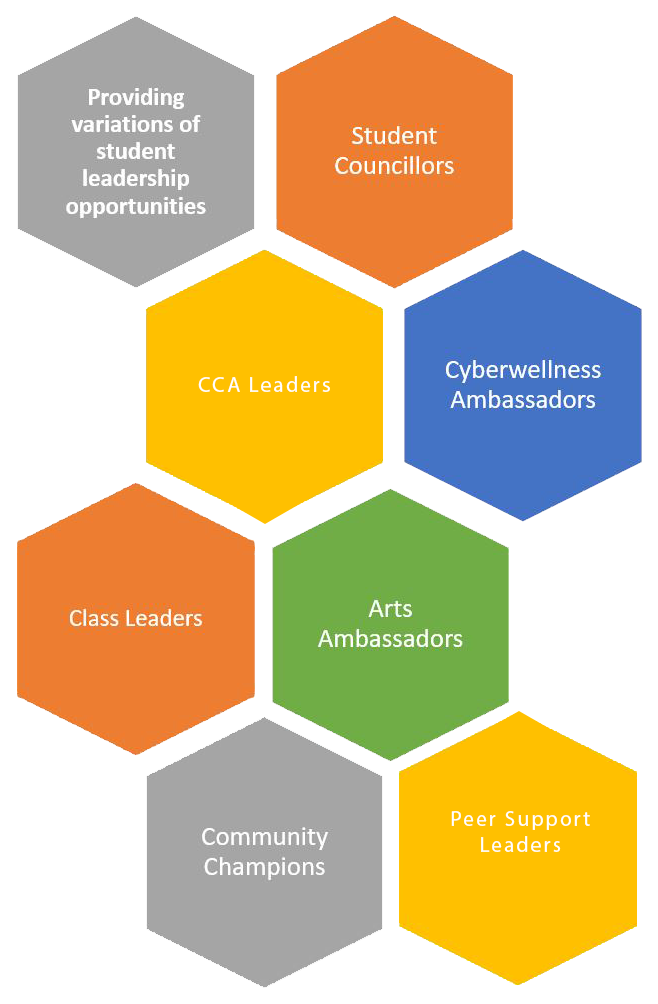 Providing
variations of
student
leadership
opportunities
Student
Councillors
CCA Leaders
Cyberwellness
Ambassadors
Class Leaders
Arts
Ambassadors
Community
Champions
Peer Support
Leaders